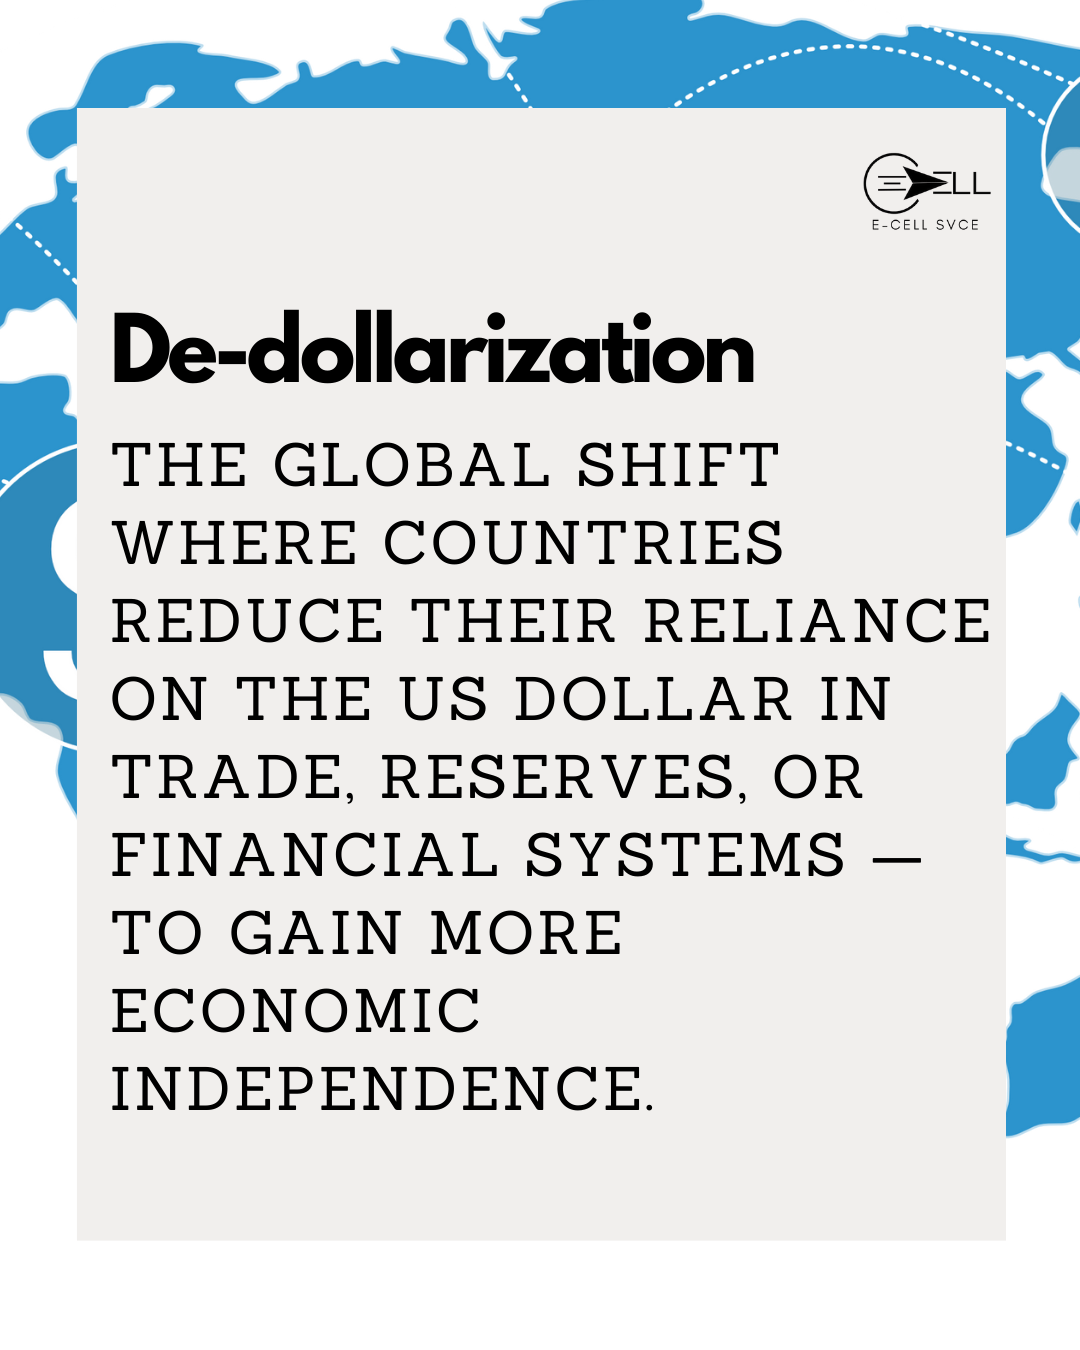 ELL
E-CELL SVCE
De-dollarization
THE GLOBAL SHIFT
WHERE COUNTRIES
REDUCE THEIR RELIANCE
ON THE US DOLLAR IN
TRADE, RESERVES, OR
FINANCIAL SYSTEMS —
TO GAIN MORE
ECONOMIC
INDEPENDENCE.